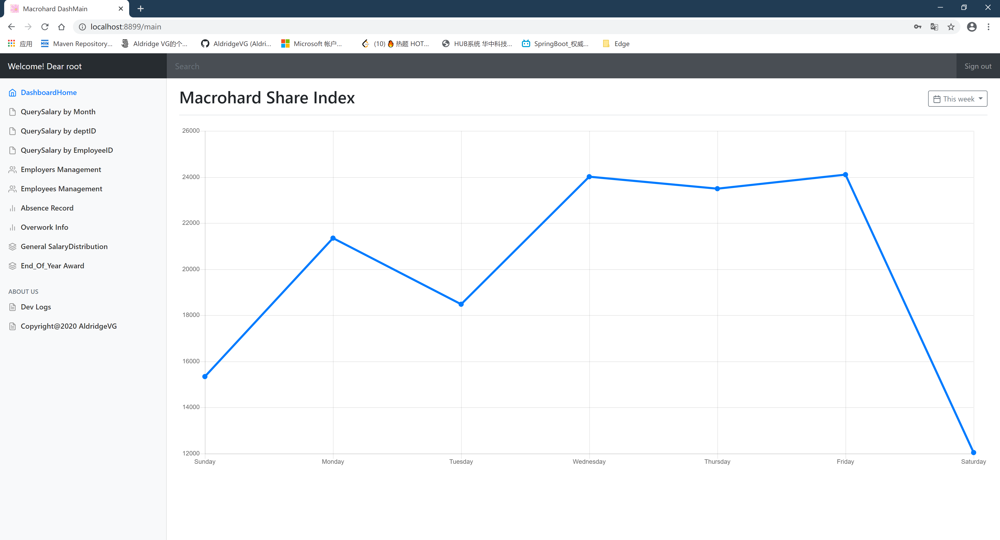 Macrohard DashMain
localhost:8899/main
应用 Maven Repository... Aldridge VG的个... AldridgeVG (Aldri... Microsoft 帐户... (10) 🔥 热题 HOT... HUB系统 华中科技... SpringBoot_权威... Edge
Welcome! Dear root Search Sign out
DashboardHome
QuerySalary by Month
QuerySalary by deptID
QuerySalary by EmployeeID
Employers Management
Employees Management
Absence Record
Overwork Info
General SalaryDistribution
End_Of_Year Award
ABOUT US
Dev Logs
Copyright@2020 AldridgeVG
Macrohard Share Index
This week
26000
24000
22000
20000
18000
16000
14000
12000
Sunday Monday Tuesday Wednesday Thursday Friday Saturday